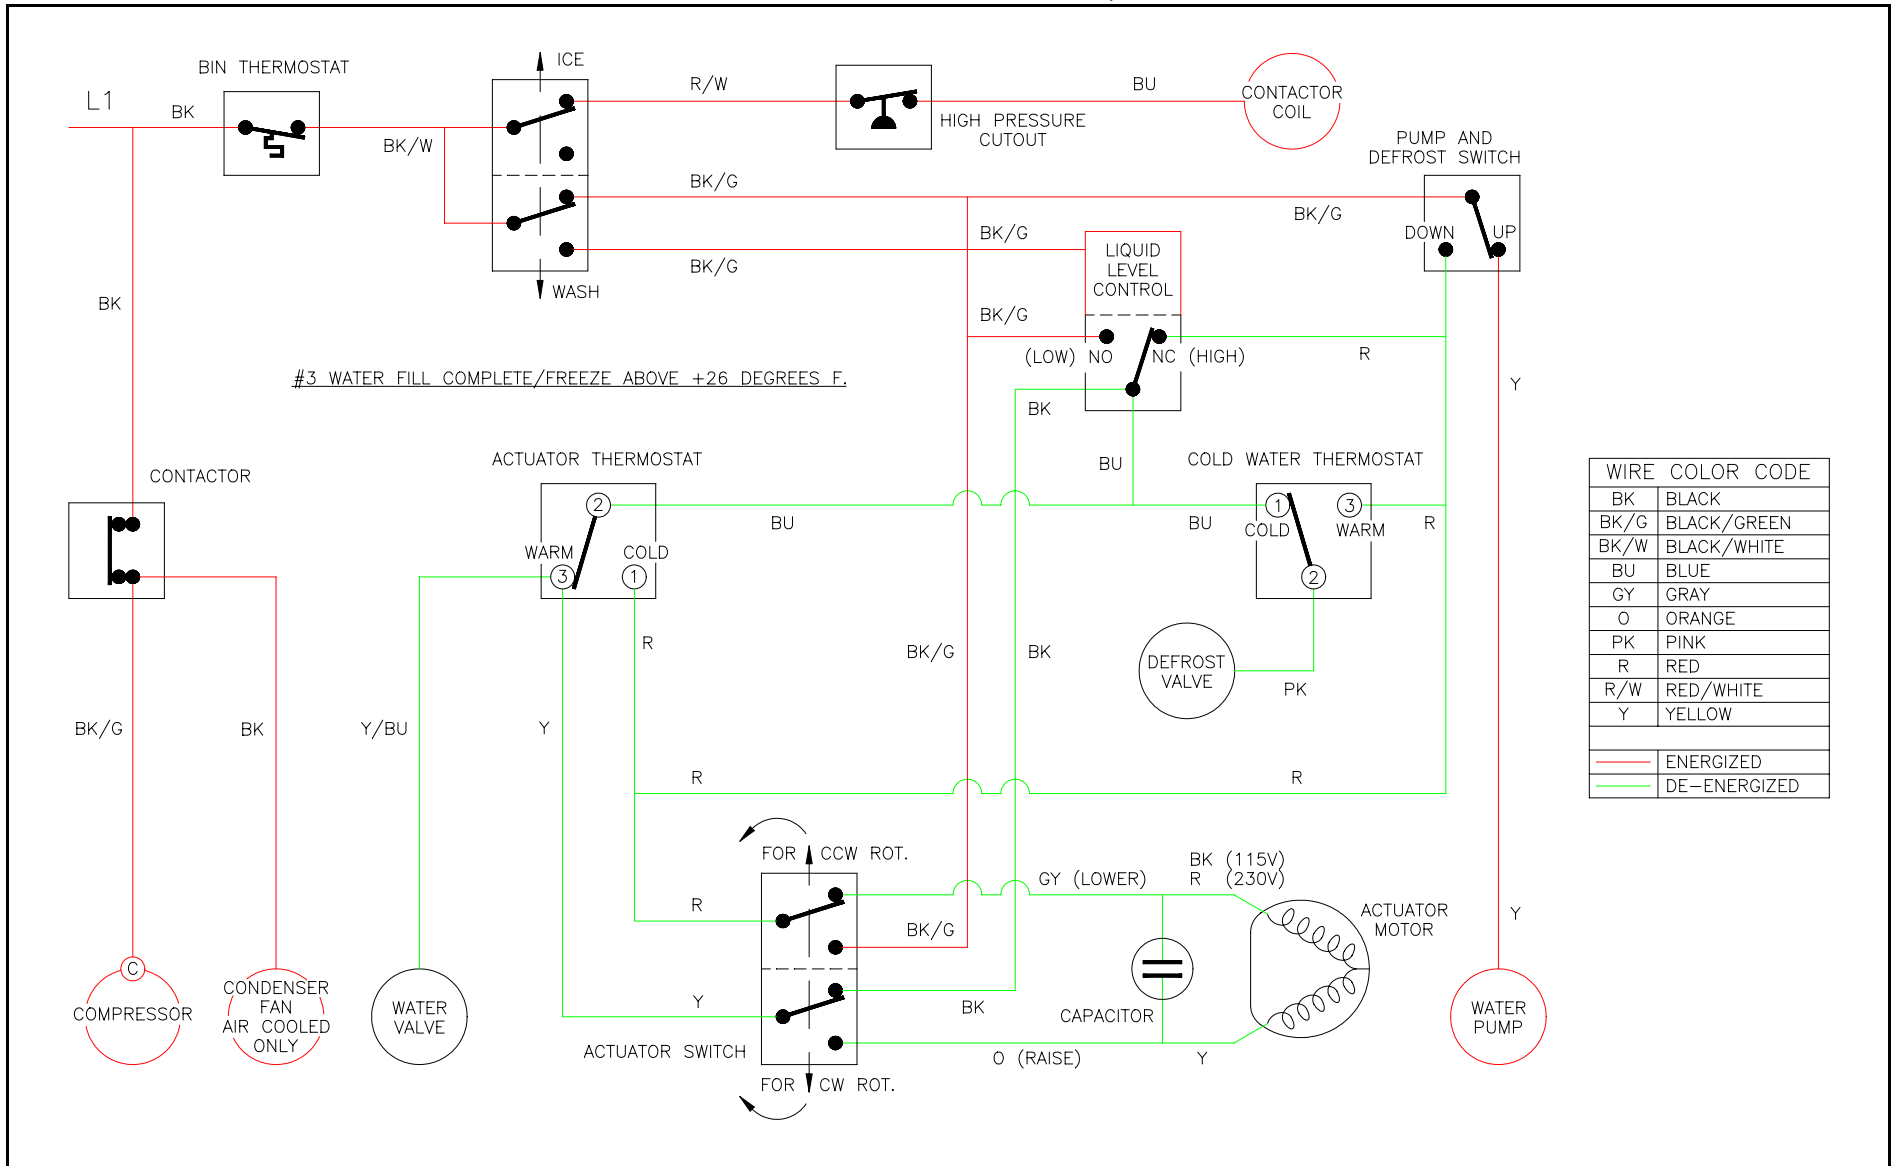 ICE
BIN THERMOSTAT
L1
BK
R/W
BU
CONTACTOR
COIL
HIGH PRESSURE
CUTOUT
BK/W
PUMP AND
DEFROST SWITCH
BK/G
BK/G
DOWN
UP
BK/G
BK/G
LIQUID
LEVEL
CONTROL
WASH
BK
BK/G
(LOW) NO
NC (HIGH)
R
#3 WATER FILL COMPLETE/FREEZE ABOVE +26 DEGREES F.
Y
BK
CONTACTOR
ACTUATOR THERMOSTAT
BU
COLD WATER THERMOSTAT
2
BU
BU
1
3
R
COLD
WARM
WARM
COLD
3
1
2
WIRE COLOR CODE
BK BLACK
BK/G BLACK/GREEN
BK/W BLACK/WHITE
BU BLUE
GY GRAY
O ORANGE
PK PINK
R RED
R/W RED/WHITE
Y YELLOW
ENERGIZED
DE-ENERGIZED
R
BK/G
BK
DEFROST
VALVE
PK
BK/G
BK
Y/BU
Y
R
R
FOR CCW ROT.
GY (LOWER)
BK (115V)
R (230V)
R
BK/G
ACTUATOR
MOTOR
Y
C
COMPRESSOR
CONDENSER
FAN
AIR COOLED
ONLY
WATER
VALVE
Y
BK
CAPACITOR
WATER
PUMP
ACTUATOR SWITCH
O (RAISE)
Y
FOR CW ROT.